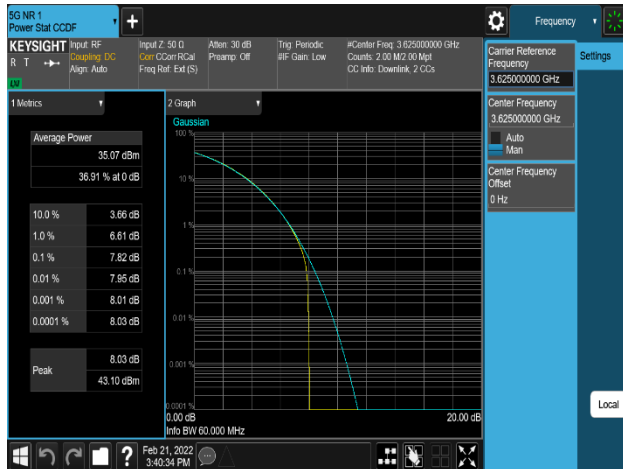 5G NR 1
Power Stat CCDF
Frequency
KEYSIGHT
R T
Input: RF
Coupling: DC
Align: Auto
Input Z: 50 Ω
Corr CCorr RCal
Freq Ref: Ext (S)
Atten: 30 dB
Preamp: Off
Trig: Periodic
#IF Gain: Low
#Center Freq: 3.625000000 GHz
Counts: 2.00 M/2.00 Mpt
CC Info: Downlink, 2 CCs
Carrier Reference
Frequency
3.625000000 GHz
Settings
Center Frequency
3.625000000 GHz
Auto
Man
Center Frequency
Offset
0 Hz
Local
1 Metrics
Average Power
35.07 dBm
36.91 % at 0 dB
10.0 % 3.66 dB
1.0 % 6.61 dB
0.1 % 7.82 dB
0.01 % 7.95 dB
0.001 % 8.01 dB
0.0001 % 8.03 dB
Peak
8.03 dB
43.10 dBm
2 Graph
Gaussian
100 %
10 %
1 %
0.1 %
0.01 %
0.001 %
0.0001 %
0.00 dB 20.00 dB
Info BW 60.000 MHz
? Feb 21, 2022
3:40:34 PM